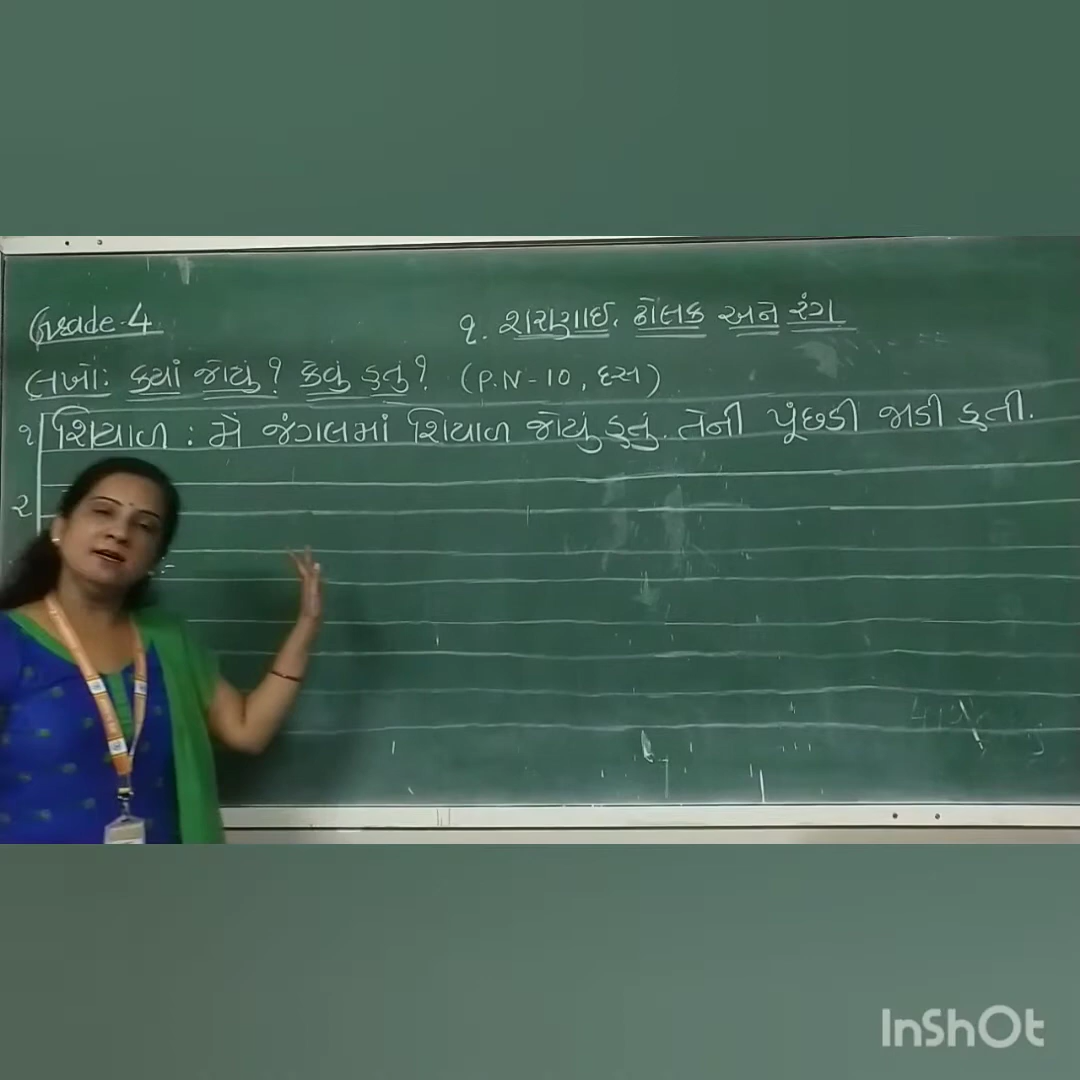 Grade-4
૧. શરણાઈ, ઢોલક અને રંગ
લખો: ક્યાં જોયું? કેવું હતું? (P.N-10, દસ)
૧ શિયાળ : મેં જંગલમાં શિયાળ જોયું હતું. તેની પૂંછડી જાડી હતી.
૨
InShOt